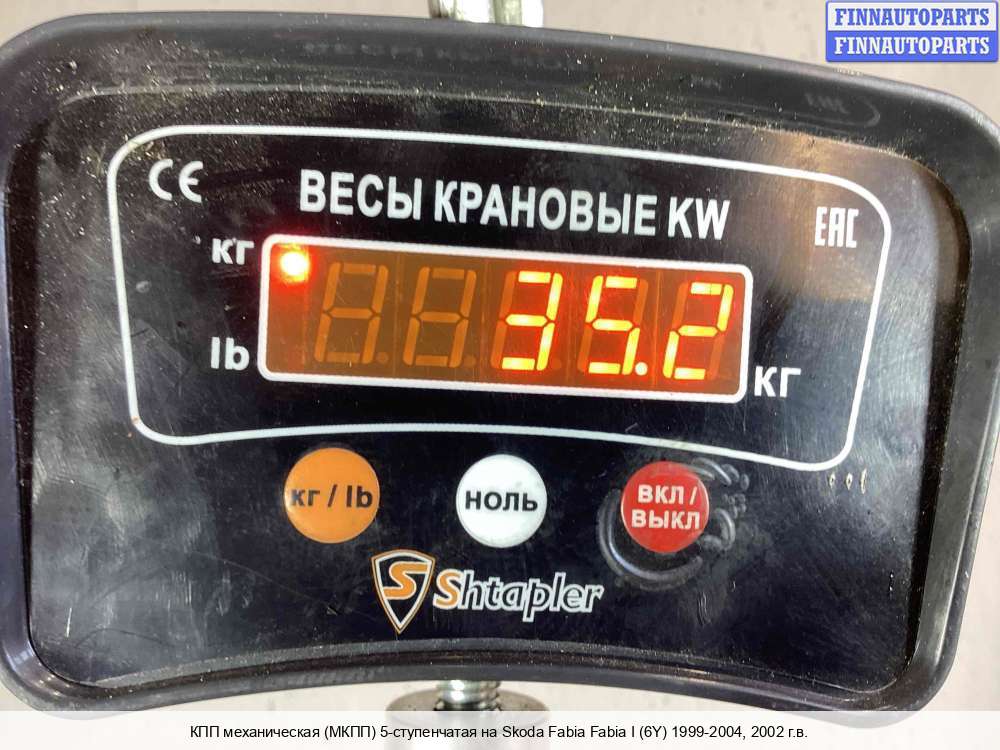 FINNAUTOPARTS
FINNAUTOPARTS
CE
ВЕСЫ КРАНОВЫЕ KW
EAC
кг
lb
35.2
кг
кг / lb
НОЛЬ
ВКЛ /
ВЫКЛ
S Shtapler
КПП механическая (МКПП) 5-ступенчатая на Skoda Fabia Fabia I (6Y) 1999-2004, 2002 г.в.